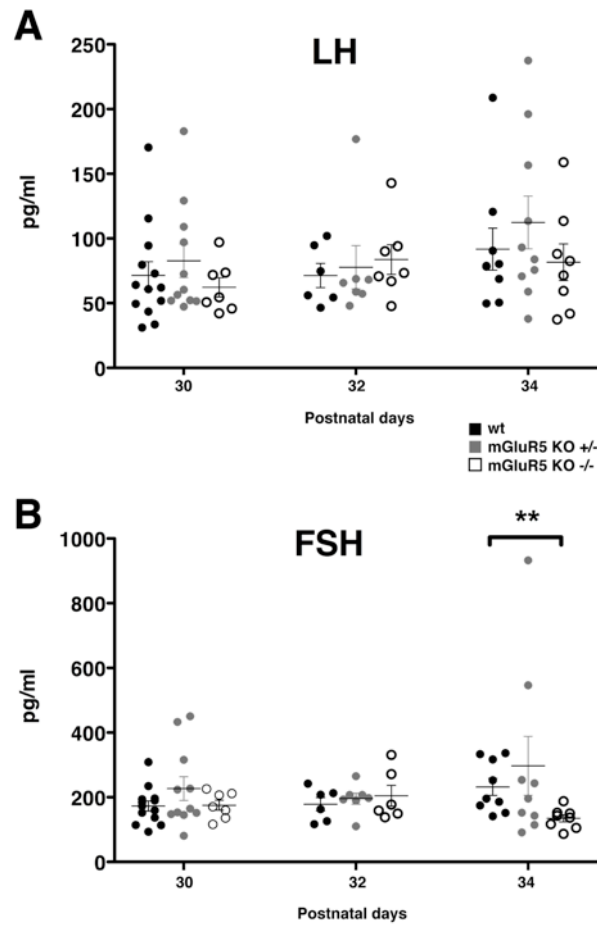 A
LH
250
200
150
100
50
0
pg/ml
30
32
34
Postnatal days
wt
mGluR5 KO +/-
mGluR5 KO -/-
B
FSH
**
1000
800
600
400
200
0
pg/ml
30
32
34
Postnatal days